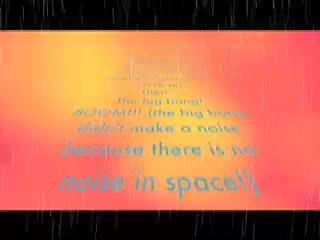 Then:
The big bang!
BOOM!!! (the big bang
didn't make a noise
because there is no
noise in space!)